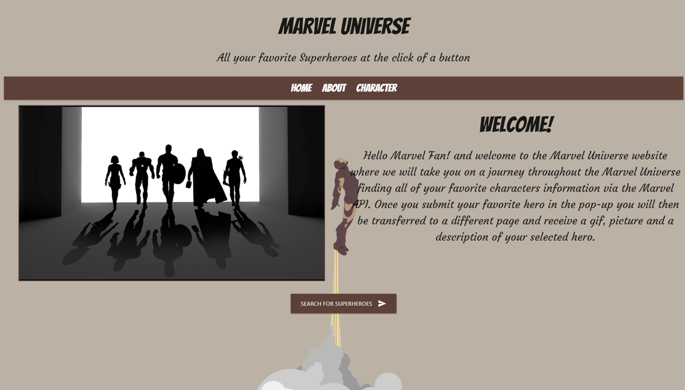 MARVEL UNIVERSE
All your favorite Superheroes at the click of a button
HOME ABOUT CHARACTER
WELCOME!
Hello Marvel Fan! and welcome to the Marvel Universe website
where we will take you on a journey throughout the Marvel Universe
finding all of your favorite characters information via the Marvel
API. Once you submit your favorite hero in the pop-up you will then
be transferred to a different page and receive a gif, picture and a
description of your selected hero.
SEARCH FOR SUPERHEROES